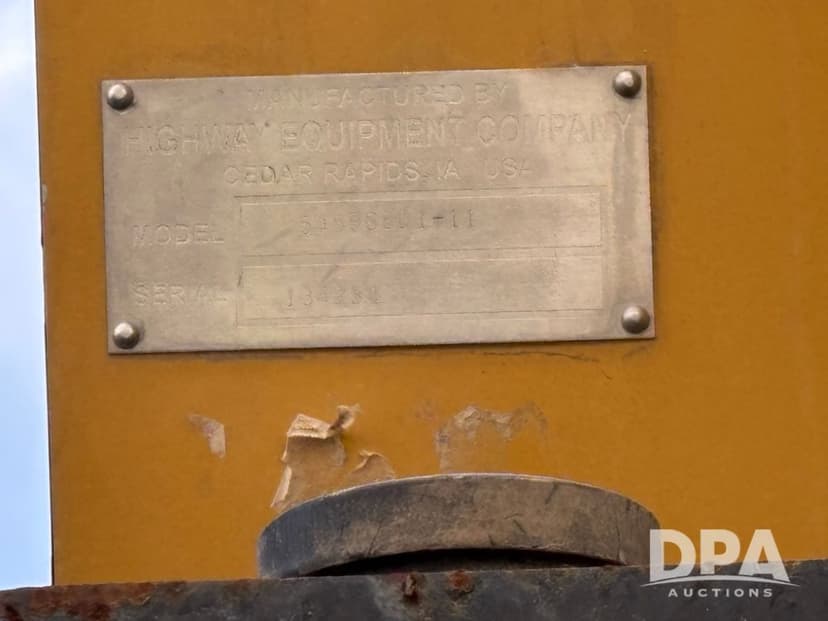 MANUFACTURED BY
HIGHWAY EQUIPMENT COMPANY
CEDAR RAPIDS, IA USA
MODEL
SERIAL
DPA
AUCTIONS